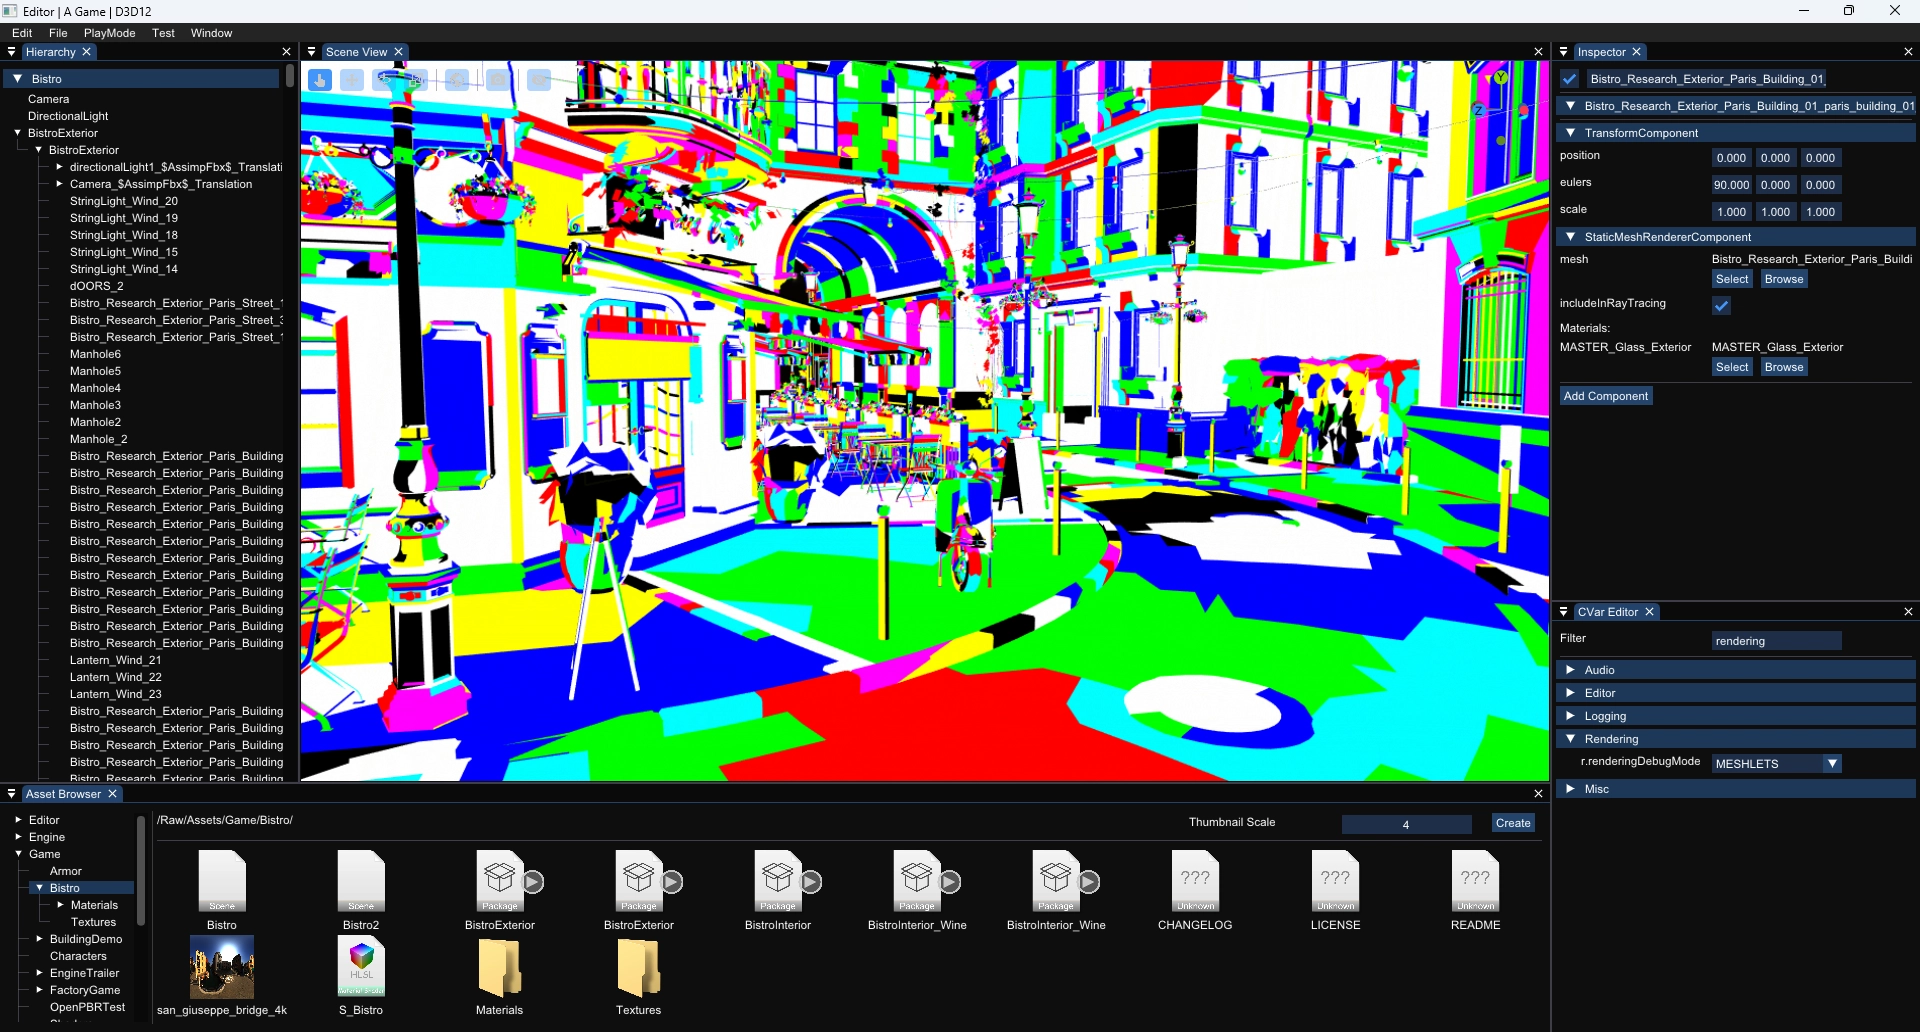 Editor | A Game | D3D12
Edit File PlayMode Test Window
Hierarchy
Bistro
Camera
DirectionalLight
BistroExterior
BistroExterior
directionalLight1_$AssimpFbx$_Translati
Camera_$AssimpFbx$_Translation
StringLight_Wind_20
StringLight_Wind_19
StringLight_Wind_18
StringLight_Wind_15
StringLight_Wind_14
dOORS_2
Bistro_Research_Exterior_Paris_Street_1
Bistro_Research_Exterior_Paris_Street_3
Bistro_Research_Exterior_Paris_Street_1
Manhole6
Manhole5
Manhole4
Manhole3
Manhole2
Manhole_2
Bistro_Research_Exterior_Paris_Building
Bistro_Research_Exterior_Paris_Building
Bistro_Research_Exterior_Paris_Building
Bistro_Research_Exterior_Paris_Building
Bistro_Research_Exterior_Paris_Building
Bistro_Research_Exterior_Paris_Building
Bistro_Research_Exterior_Paris_Building
Bistro_Research_Exterior_Paris_Building
Bistro_Research_Exterior_Paris_Building
Bistro_Research_Exterior_Paris_Building
Bistro_Research_Exterior_Paris_Building
Bistro_Research_Exterior_Paris_Building
Lantern_Wind_21
Lantern_Wind_22
Lantern_Wind_23
Bistro_Research_Exterior_Paris_Building
Bistro_Research_Exterior_Paris_Building
Bistro_Research_Exterior_Paris_Building
Bistro_Research_Exterior_Paris_Building
Bistro_Research_Exterior_Paris_Building
Scene View
Y
Z
Inspector
Bistro_Research_Exterior_Paris_Building_01_
Bistro_Research_Exterior_Paris_Building_01_paris_building_01
TransformComponent
position 0.000 0.000 0.000
eulers 90.000 0.000 0.000
scale 1.000 1.000 1.000
StaticMeshRendererComponent
mesh Bistro_Research_Exterior_Paris_Buildi
Select Browse
includeInRayTracing
Materials:
MASTER_Glass_Exterior MASTER_Glass_Exterior
Select Browse
Add Component
CVar Editor
Filter rendering
Audio
Editor
Logging
Rendering
r.renderingDebugMode MESHLETS
Misc
Asset Browser
Editor
Engine
Game
Armor
Bistro
Materials
Textures
BuildingDemo
Characters
EngineTrailer
FactoryGame
OpenPBRTest
/Raw/Assets/Game/Bistro/
Thumbnail Scale 4 Create
Scene Scene Package Package Package Package Package ??? Unknown ??? Unknown ??? Unknown
Bistro Bistro2 BistroExterior BistroExterior BistroInterior BistroInterior_Wine BistroInterior_Wine CHANGELOG LICENSE README
HLSL
Material Shader
san_giuseppe_bridge_4k S_Bistro Materials Textures